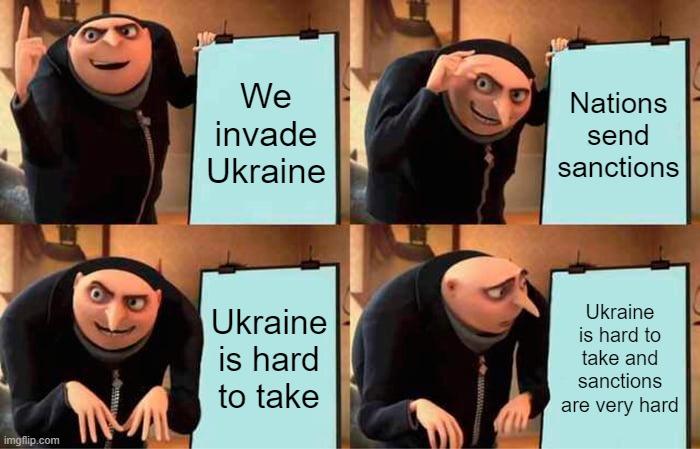 We
invade
Ukraine
Nations
send
sanctions
Ukraine
is hard
to take
Ukraine
is hard to
take and
sanctions
are very hard
imgflip.com